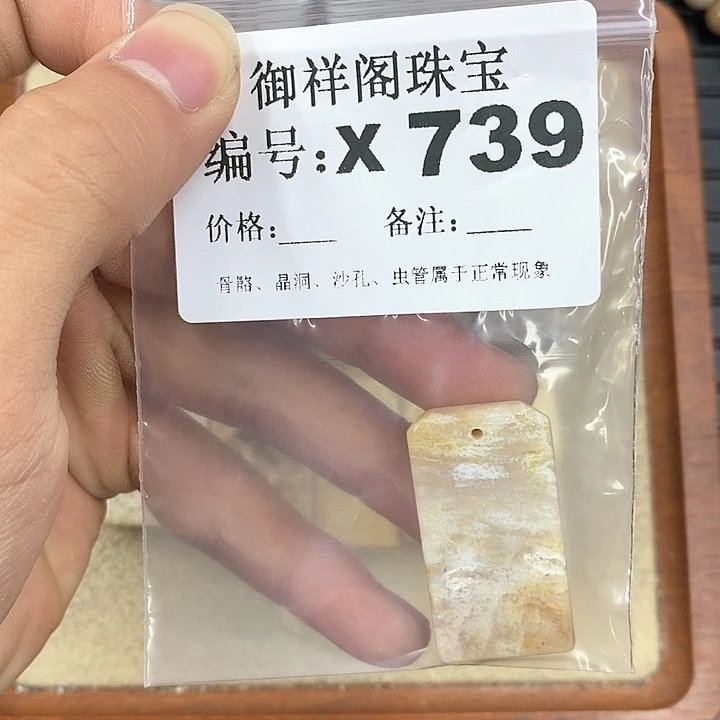 御祥阁珠宝
编号:X 739
价格:____ 备注:____
骨骼、晶洞、沙孔、虫管属于正常现象